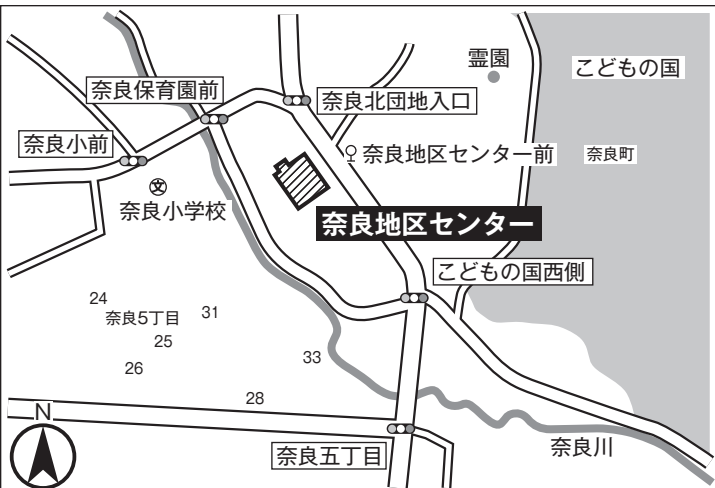 霊園
こどもの国
奈良保育園前
奈良北団地入口
奈良小前
奈良地区センター前
奈良町
文
奈良小学校
奈良地区センター
こどもの国西側
24
奈良5丁目
31
25
26
33
28
N
奈良五丁目
奈良川